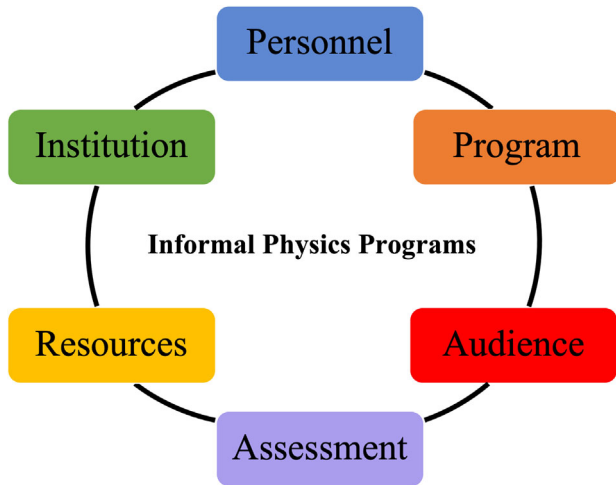 Personnel
Institution
Program
Informal Physics Programs
Resources
Audience
Assessment